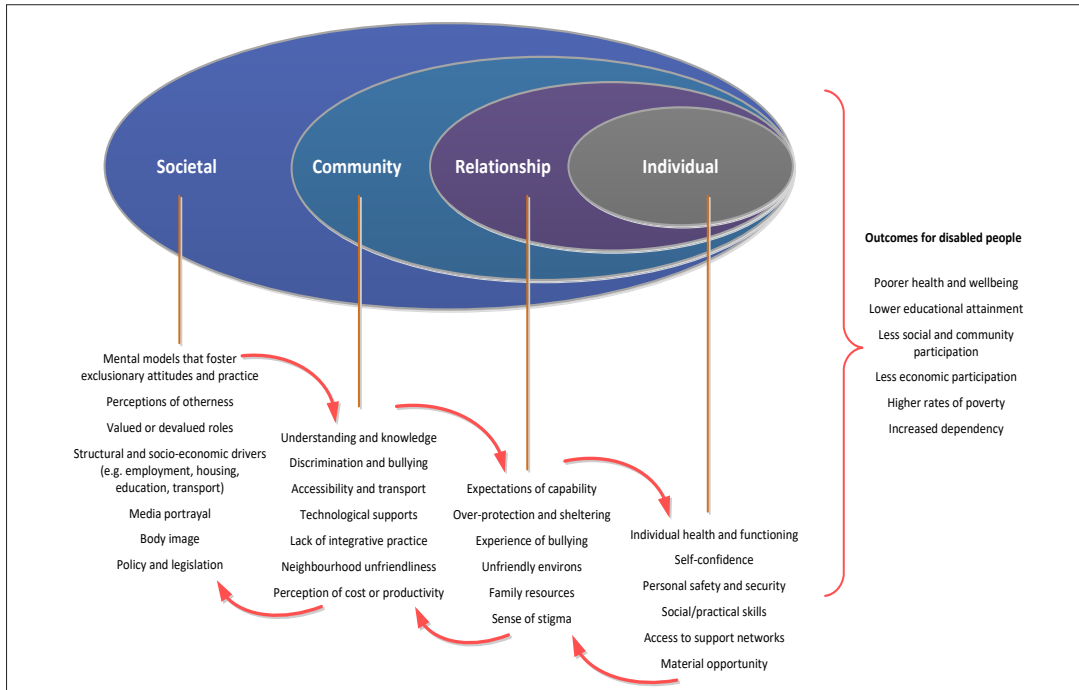 Societal
Community
Relationship
Individual
Mental models that foster
exclusionary attitudes and practice
Perceptions of otherness
Valued or devalued roles
Structural and socio-economic drivers
(e.g. employment, housing,
education, transport)
Media portrayal
Body image
Policy and legislation
Understanding and knowledge
Discrimination and bullying
Accessibility and transport
Technological supports
Lack of integrative practice
Neighbourhood unfriendliness
Perception of cost or productivity
Expectations of capability
Over-protection and sheltering
Experience of bullying
Unfriendly environs
Family resources
Sense of stigma
Individual health and functioning
Self-confidence
Personal safety and security
Social/practical skills
Access to support networks
Material opportunity
Outcomes for disabled people
Poorer health and wellbeing
Lower educational attainment
Less social and community
participation
Less economic participation
Higher rates of poverty
Increased dependency